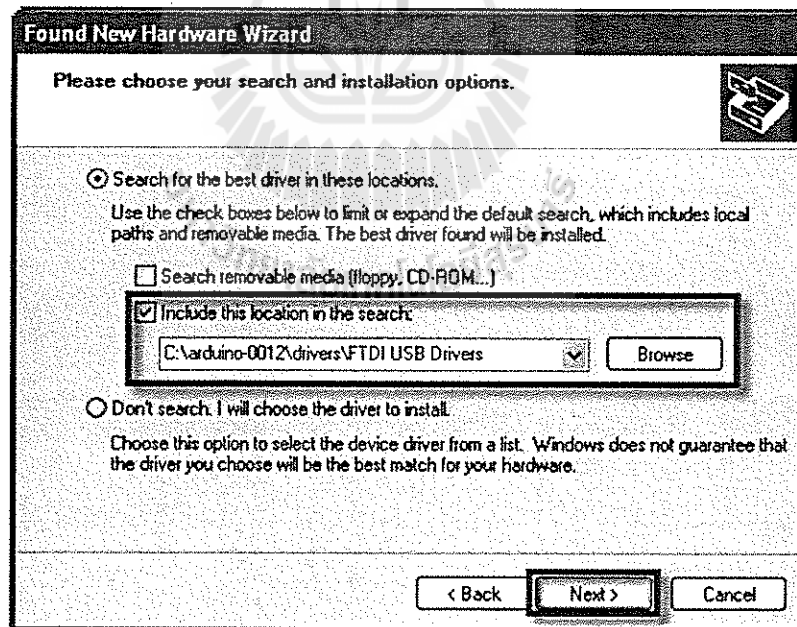 Found New Hardware Wizard
Please choose your search and installation options.
Search for the best driver in these locations.
Use the check boxes below to limit or expand the default search, which includes local
paths and removable media. The best driver found will be installed.
Search removable media (floppy, CD-ROM...)
Include this location in the search:
C:\arduino-0012\drivers\FTDI USB Drivers
Browse
Don't search. I will choose the driver to install.
Choose this option to select the device driver from a list. Windows does not guarantee that
the driver you choose will be the best match for your hardware.
< Back
Next >
Cancel